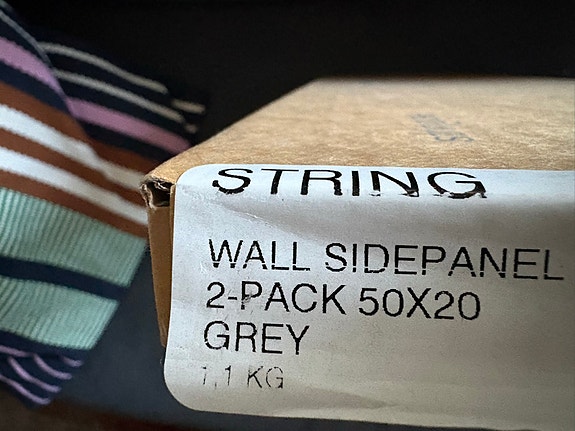 STRING
WALL SIDEPANEL
2-PACK 50X20
GREY
1,1 KG